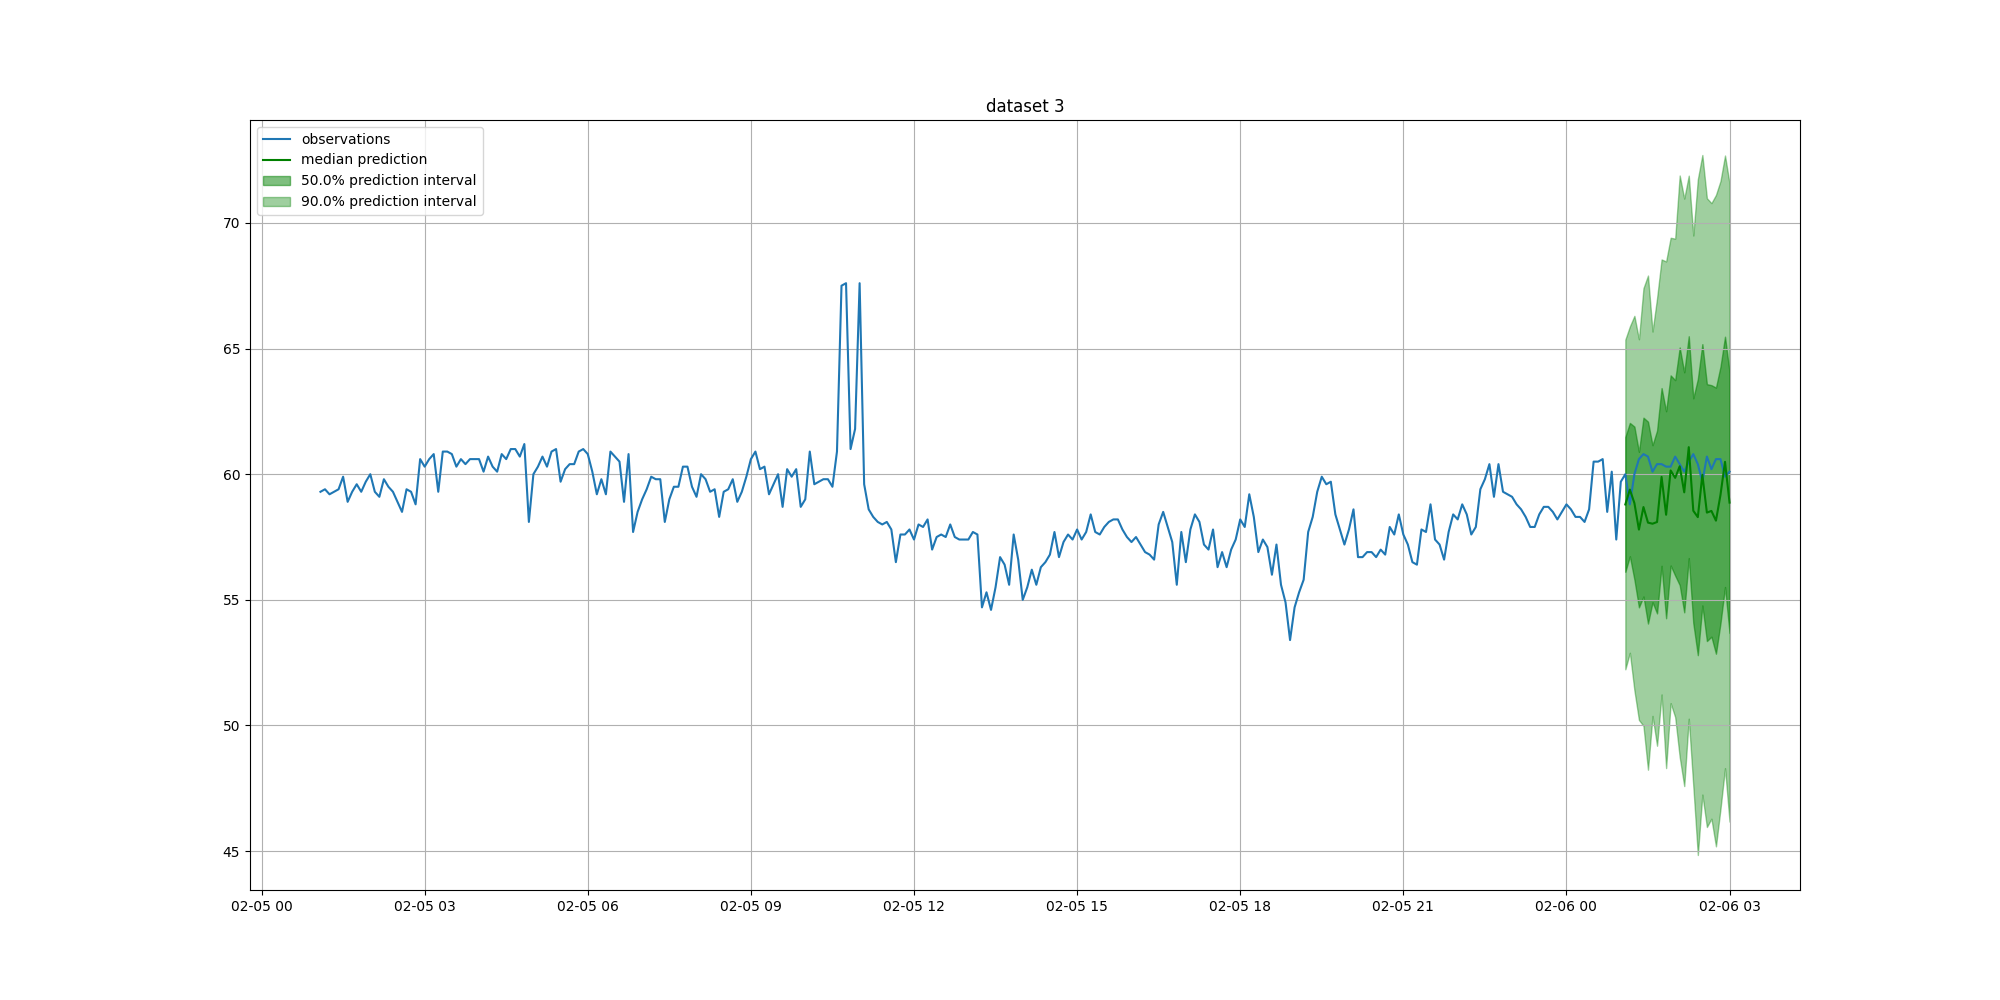 dataset 3
observations
median prediction
50.0% prediction interval
90.0% prediction interval
70
65
60
55
50
45
02-05 00 02-05 03 02-05 06 02-05 09 02-05 12 02-05 15 02-05 18 02-05 21 02-06 00 02-06 03